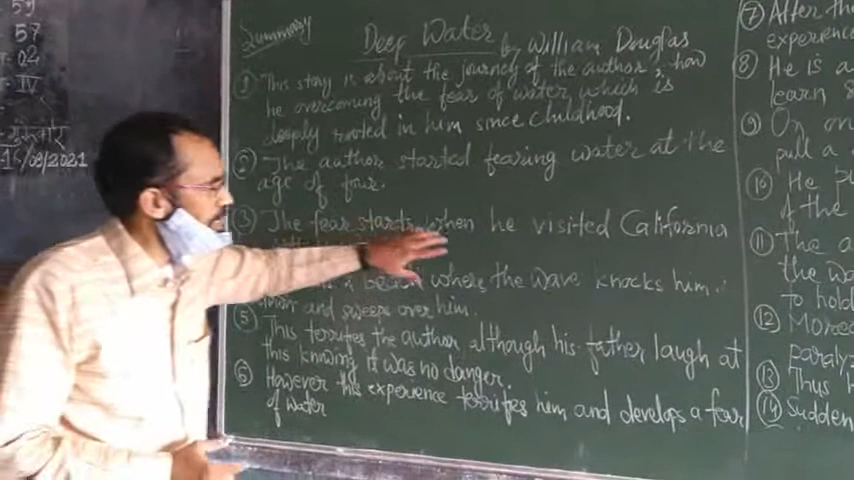 59
57
02
IV
गुरुवार
16/09/2021
Summary
Deep Water by William Douglas
① This story is about the journey of the author; how
he overcoming the fear of water which is
deeply rooted in him since childhood.
② The author started fearing water at the
age of four.
③ The fear starts when he visited California
a beach where the wave knocks him
down and sweeps over him.
⑤ This terrifies the author although his father laugh at
this knowing it was no danger.
⑥ However his experience terrifies him and develops a fear
of water
⑦ After the
experience
⑧ He is a
learn
⑨ On
pull a
⑩ He
of the
⑪ The a
the wa
to hold
⑫ Moreo
paraly
⑬ Thus
⑭ Sudden